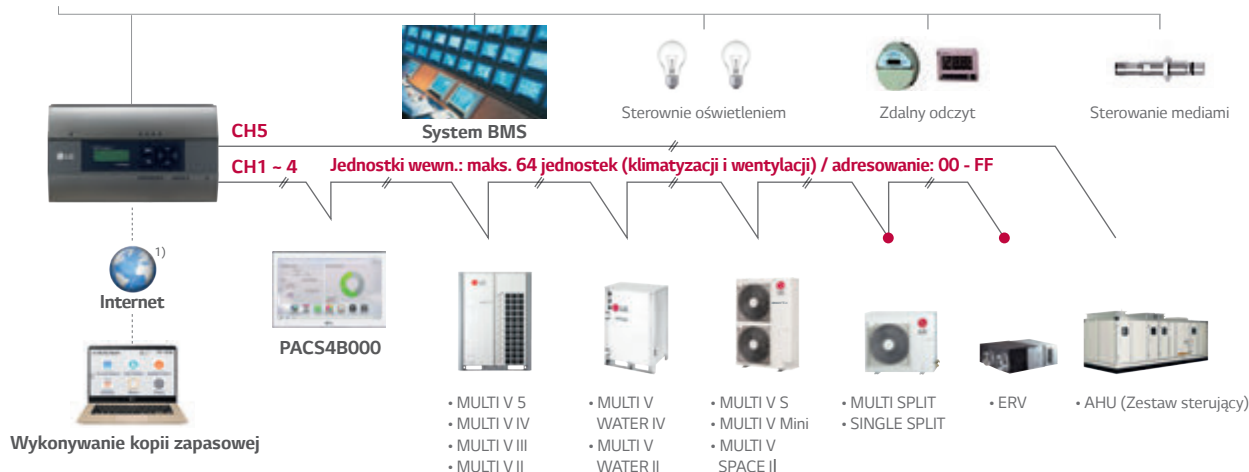 Sterownie oświetleniem
Zdalny odczyt
Sterowanie mediami
System BMS
CH5
CH1 ~ 4
Jednostki wewn.: maks. 64 jednostek (klimatyzacji i wentylacji) / adresowanie: 00 - FF
LG
1)
Internet
PACS4B000
Wykonywanie kopii zapasowej
• MULTI V 5
• MULTI V IV
• MULTI V III
• MULTI V II
• MULTI V
WATER IV
• MULTI V
WATER II
• MULTI V S
• MULTI V Mini
• MULTI V
SPACE II
• MULTI SPLIT
• SINGLE SPLIT
• ERV
• AHU (Zestaw sterujący)